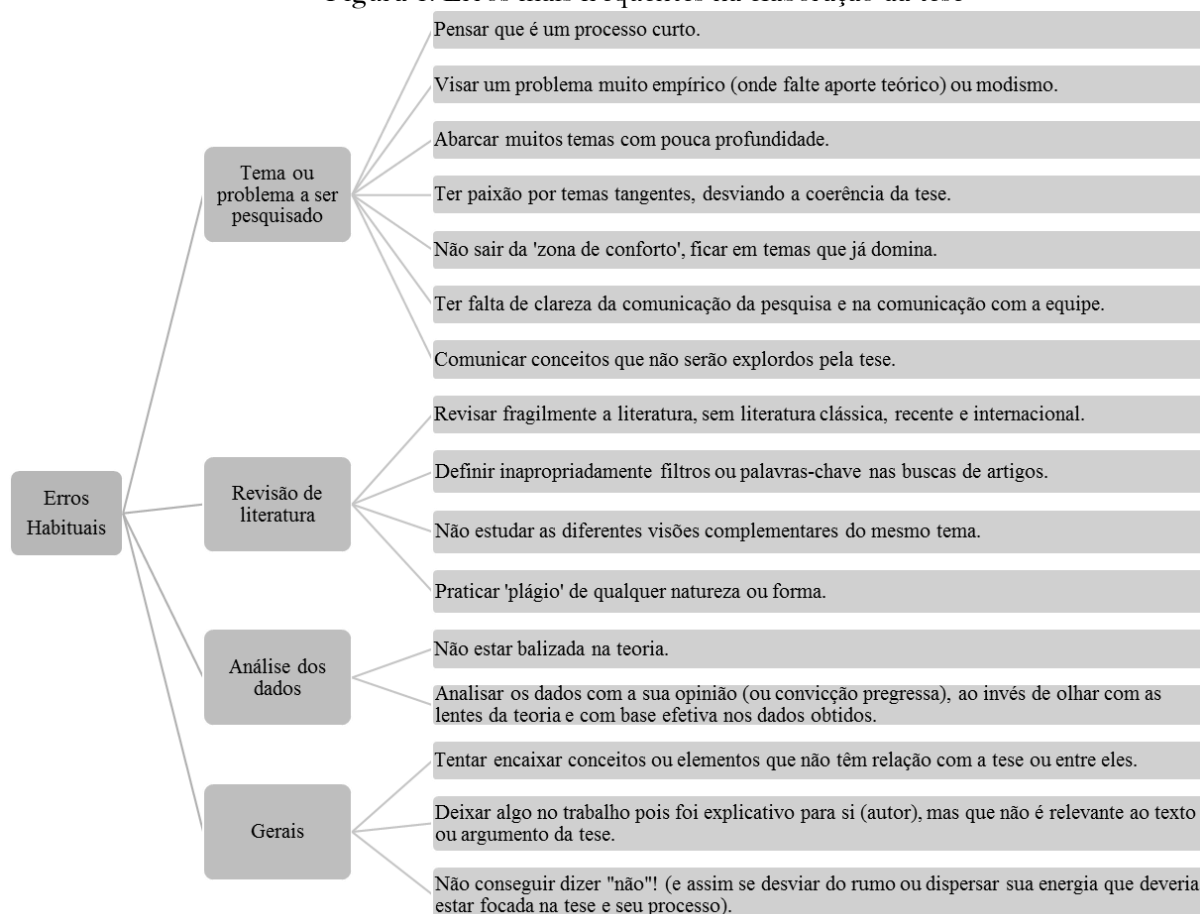 Pensar que é um processo curto.
Visar um problema muito empírico (onde falte aporte teórico) ou modismo.
Abarcar muitos temas com pouca profundidade.
Tema ou
problema a ser
pesquisado
Ter paixão por temas tangentes, desviando a coerência da tese.
Não sair da 'zona de conforto', ficar em temas que já domina.
Ter falta de clareza da comunicação da pesquisa e na comunicação com a equipe.
Comunicar conceitos que não serão explordos pela tese.
Revisar fragilmente a literatura, sem literatura clássica, recente e internacional.
Definir inapropriadamente filtros ou palavras-chave nas buscas de artigos.
Erros
Habituais
Revisão de
literatura
Não estudar as diferentes visões complementares do mesmo tema.
Praticar 'plágio' de qualquer natureza ou forma.
Não estar balizada na teoria.
Análise dos
dados
Analisar os dados com a sua opinião (ou convicção pregressa), ao invés de olhar com as
lentes da teoria e com base efetiva nos dados obtidos.
Tentar encaixar conceitos ou elementos que não têm relação com a tese ou entre eles.
Gerais
Deixar algo no trabalho pois foi explicativo para si (autor), mas que não é relevante ao texto
ou argumento da tese.
Não conseguir dizer "não"! (e assim se desviar do rumo ou dispersar sua energia que deveria
estar focada na tese e seu processo).